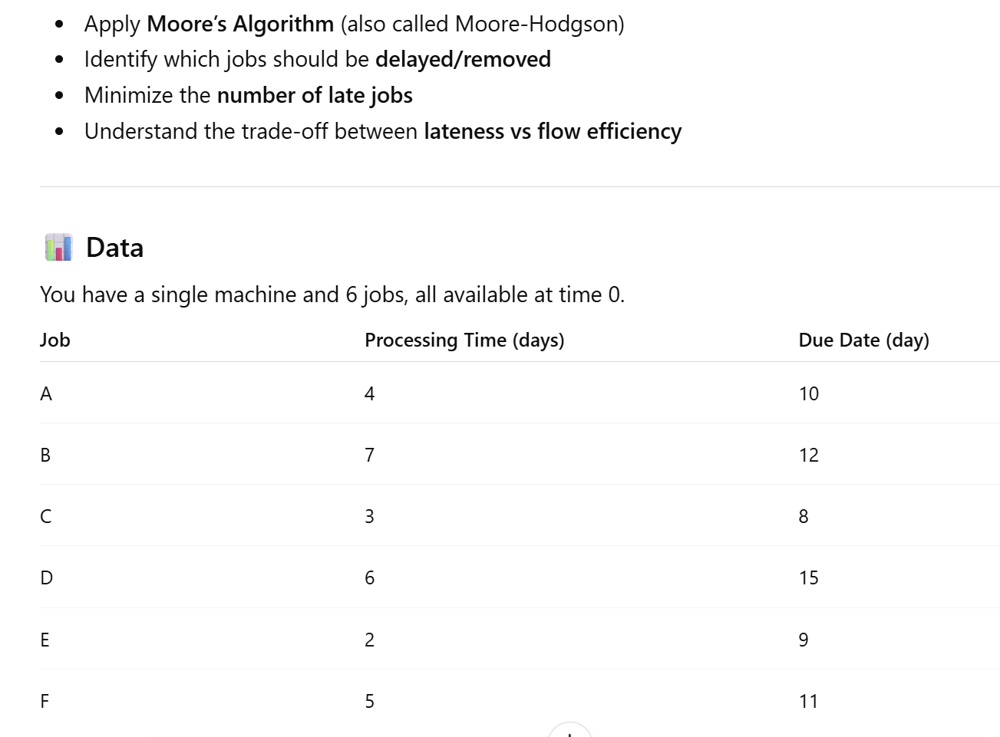 Apply Moore’s Algorithm (also called Moore-Hodgson)
Identify which jobs should be delayed/removed
Minimize the number of late jobs
Understand the trade-off between lateness vs flow efficiency
Data
You have a single machine and 6 jobs, all available at time 0.
Job Processing Time (days) Due Date (day)
A 4 10
B 7 12
C 3 8
D 6 15
E 2 9
F 5 11